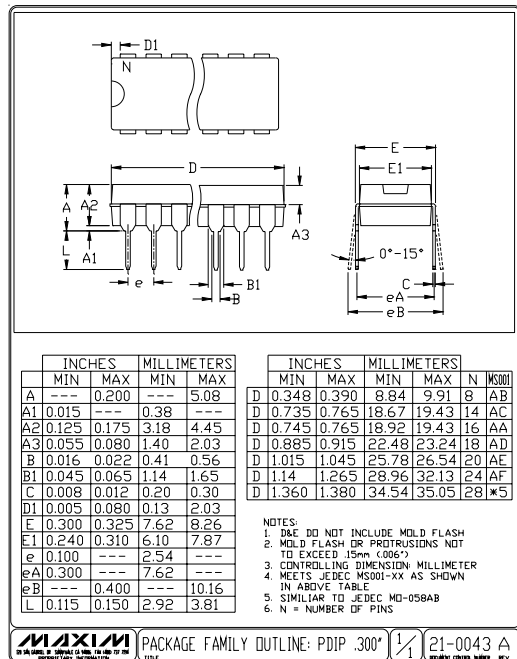 D1
N
D
E
E1
A
A2
A3
L
A1
0°-15°
e
B1
B
C
eA
eB
INCHES MILLIMETERS
MIN MAX MIN MAX
A --- 0.200 --- 5.08
A1 0.015 --- 0.38 ---
A2 0.125 0.175 3.18 4.45
A3 0.055 0.080 1.40 2.03
B 0.016 0.022 0.41 0.56
B1 0.045 0.065 1.14 1.65
C 0.008 0.012 0.20 0.30
D1 0.005 0.080 0.13 2.03
E 0.300 0.325 7.62 8.26
E1 0.240 0.310 6.10 7.87
e 0.100 --- 2.54 ---
eA 0.300 --- 7.62 ---
eB --- 0.400 --- 10.16
L 0.115 0.150 2.92 3.81
INCHES MILLIMETERS
MIN MAX MIN MAX N MS001
D 0.348 0.390 8.84 9.91 8 AB
D 0.735 0.765 18.67 19.43 14 AC
D 0.745 0.765 18.92 19.43 16 AA
D 0.885 0.915 22.48 23.24 18 AD
D 1.015 1.045 25.78 26.54 20 AE
D 1.14 1.265 28.96 32.13 24 AF
D 1.360 1.380 34.54 35.05 28 *5
NOTES:
1. D&E DO NOT INCLUDE MOLD FLASH
2. MOLD FLASH OR PROTRUSIONS NOT
TO EXCEED .15mm (.006")
3. CONTROLLING DIMENSION: MILLIMETER
4. MEETS JEDEC MS001-XX AS SHOWN
IN ABOVE TABLE
5. SIMILIAR TO JEDEC MO-058AB
6. N = NUMBER OF PINS
MAXIM
PROPRIETARY INFORMATION
PACKAGE FAMILY OUTLINE: PDIP .300"
TITLE
1/1
21-0043 A
DOCUMENT CONTROL NUMBER REV